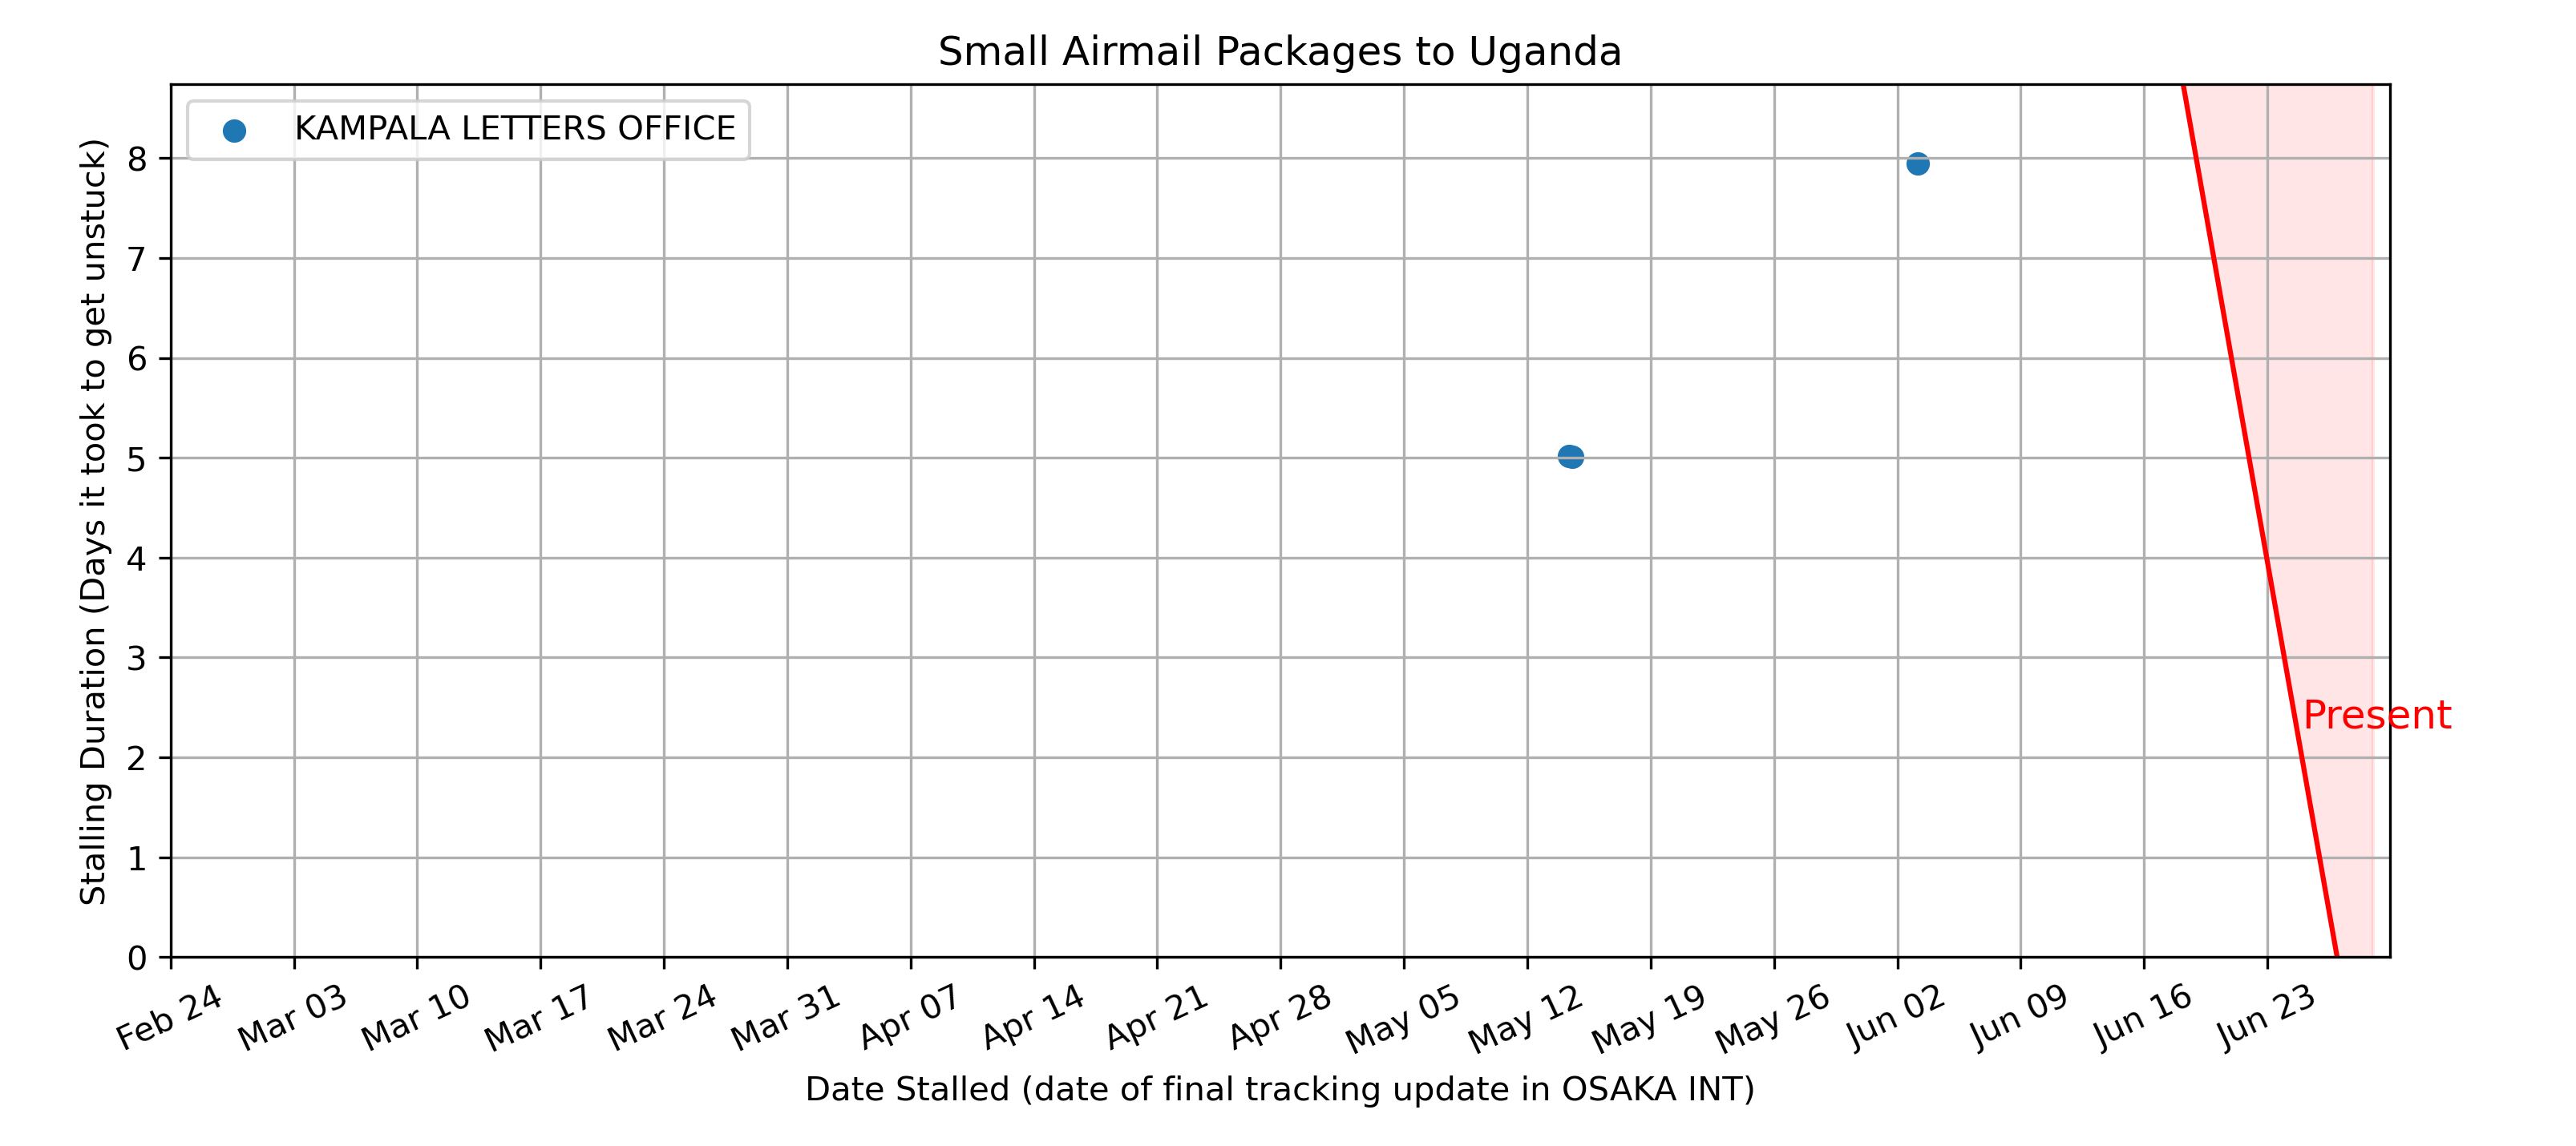 Small Airmail Packages to Uganda
KAMPALA LETTERS OFFICE
Stalling Duration (Days it took to get unstuck)
8
7
6
5
4
3
2
1
0
Present
Feb 24
Mar 03
Mar 10
Mar 17
Mar 24
Mar 31
Apr 07
Apr 14
Apr 21
Apr 28
May 05
May 12
May 19
May 26
Jun 02
Jun 09
Jun 16
Jun 23
Date Stalled (date of final tracking update in OSAKA INT)